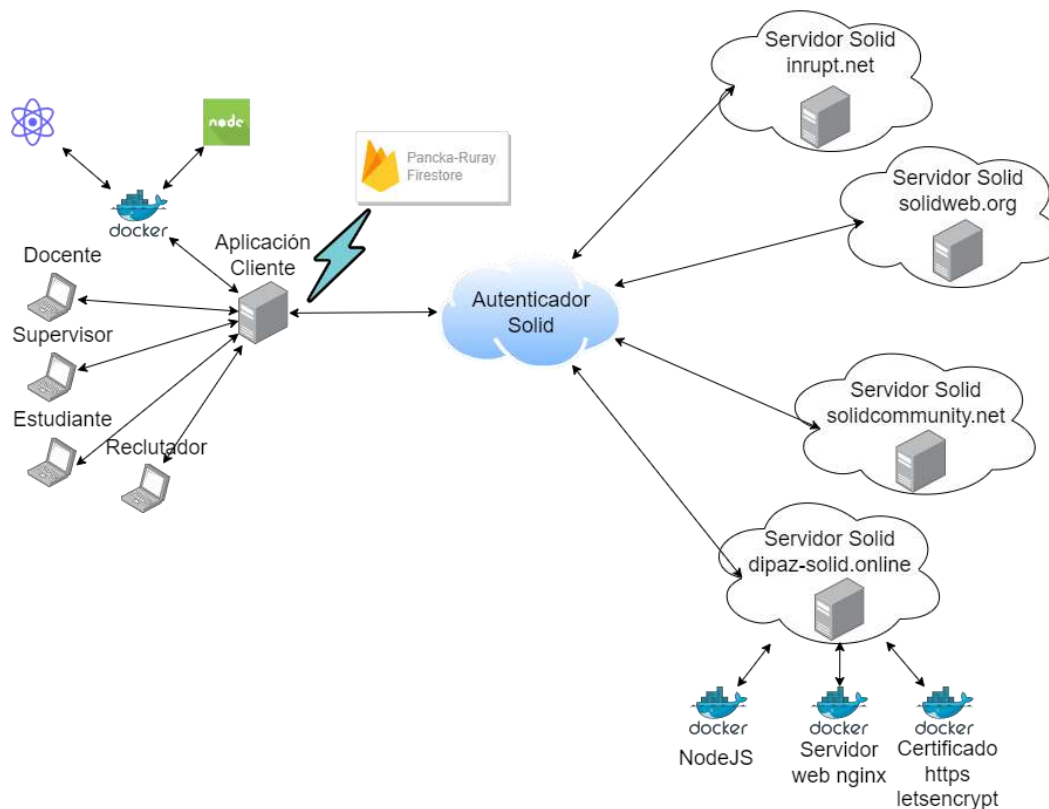 Servidor Solid
inrupt.net
node
Pancka-Ruray
Firestore
Servidor Solid
solidweb.org
docker
Aplicación
Cliente
Docente
Autenticador
Solid
Supervisor
Estudiante
Reclutador
Servidor Solid
solidcommunity.net
Servidor Solid
dipaz-solid.online
docker
NodeJS
docker
Servidor
web nginx
docker
Certificado
https
letsencrypt